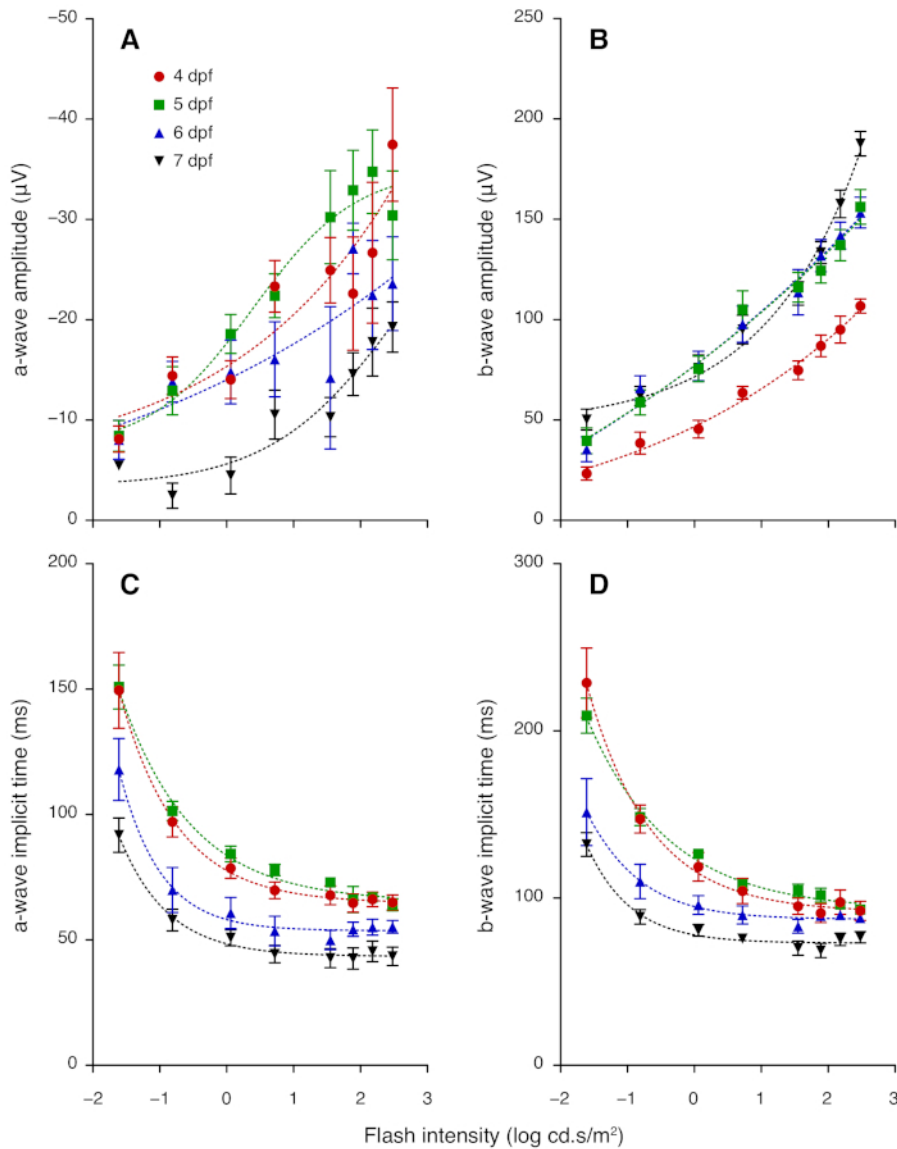 A
B
4 dpf
5 dpf
6 dpf
7 dpf
a-wave amplitude (µV)
−50
−40
−30
−20
−10
0
b-wave amplitude (µV)
250
200
150
100
50
0
C
D
a-wave implicit time (ms)
200
150
100
50
0
b-wave implicit time (ms)
300
200
100
0
−2 −1 0 1 2 3
−2 −1 0 1 2 3
Flash intensity (log cd.s/m²)